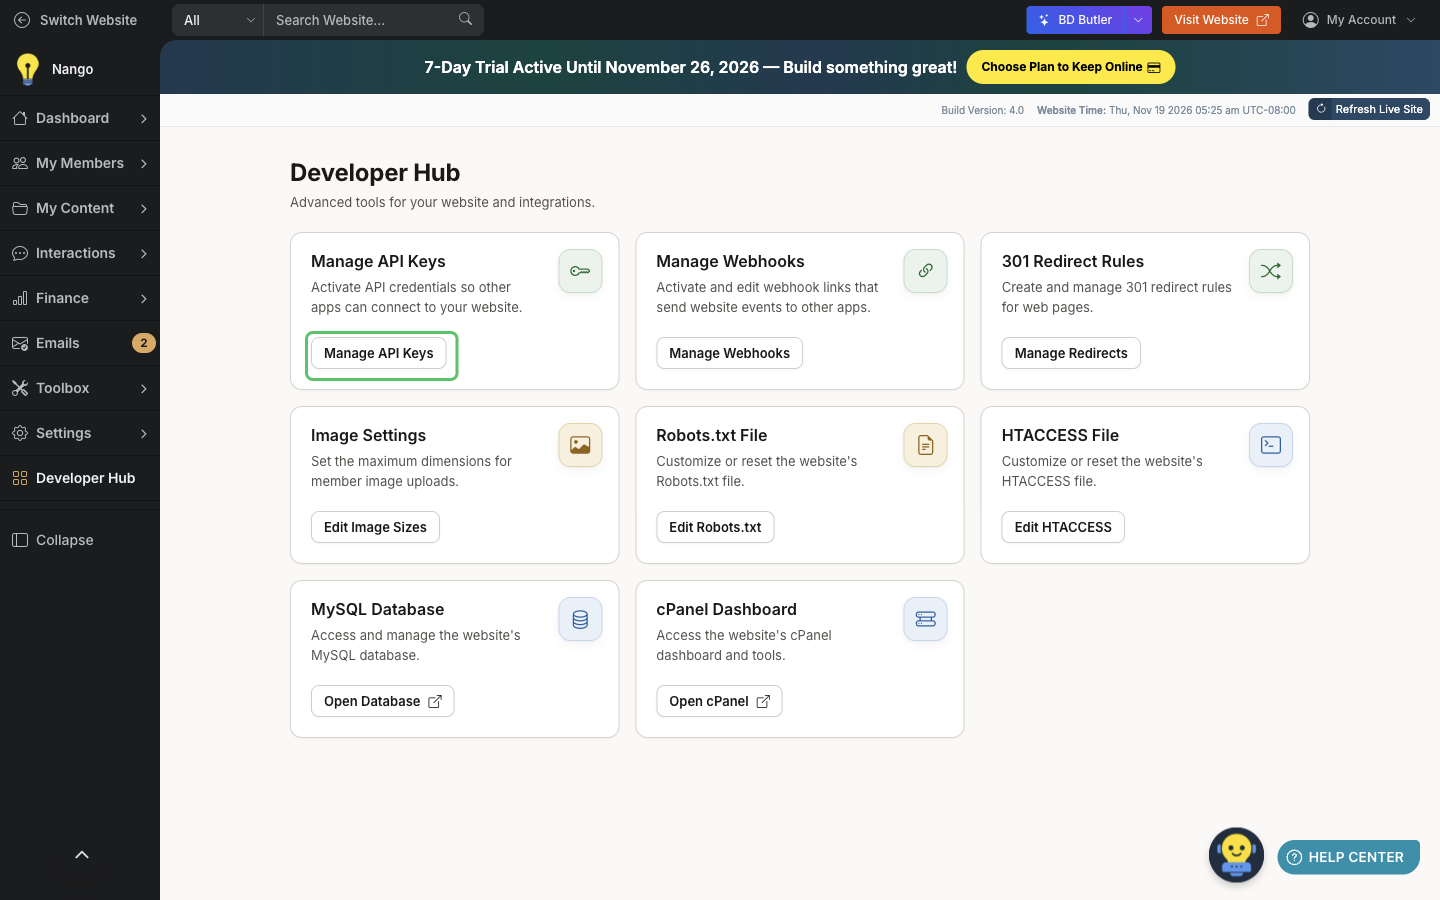 Switch Website
All
Search Website...
BD Butler
Visit Website
My Account
Nango
7-Day Trial Active Until November 26, 2026 — Build something great!
Choose Plan to Keep Online
Build Version: 4.0
Website Time: Thu, Nov 19 2026 05:25 am UTC-08:00
Refresh Live Site
Dashboard
My Members
My Content
Interactions
Finance
Emails
2
Toolbox
Settings
Developer Hub
Collapse
Developer Hub
Advanced tools for your website and integrations.
Manage API Keys
Activate API credentials so other
apps can connect to your website.
Manage API Keys
Manage Webhooks
Activate and edit webhook links that
send website events to other apps.
Manage Webhooks
301 Redirect Rules
Create and manage 301 redirect rules
for web pages.
Manage Redirects
Image Settings
Set the maximum dimensions for
member image uploads.
Edit Image Sizes
Robots.txt File
Customize or reset the website's
Robots.txt file.
Edit Robots.txt
HTACCESS File
Customize or reset the website's
HTACCESS file.
Edit HTACCESS
MySQL Database
Access and manage the website's
MySQL database.
Open Database
cPanel Dashboard
Access the website's cPanel
dashboard and tools.
Open cPanel
HELP CENTER